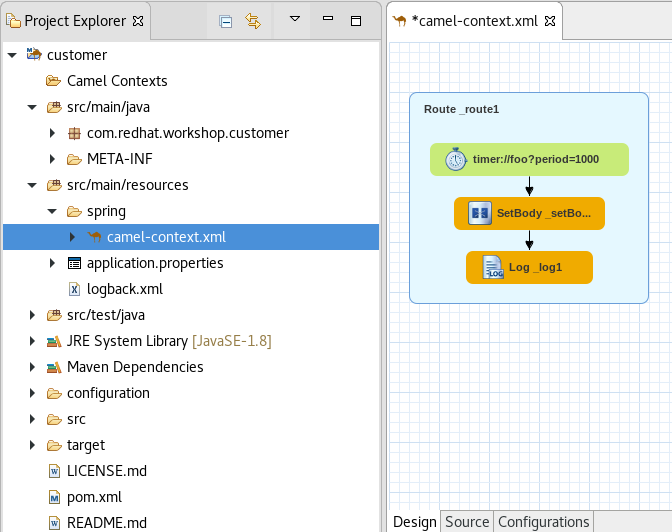 Project Explorer
customer
Camel Contexts
src/main/java
com.redhat.workshop.customer
META-INF
src/main/resources
spring
camel-context.xml
application.properties
logback.xml
src/test/java
JRE System Library [JavaSE-1.8]
Maven Dependencies
configuration
src
target
LICENSE.md
pom.xml
README.md
*camel-context.xml
Route _route1
timer://foo?period=1000
SetBody _setBo...
Log _log1
LOG
Design Source Configurations